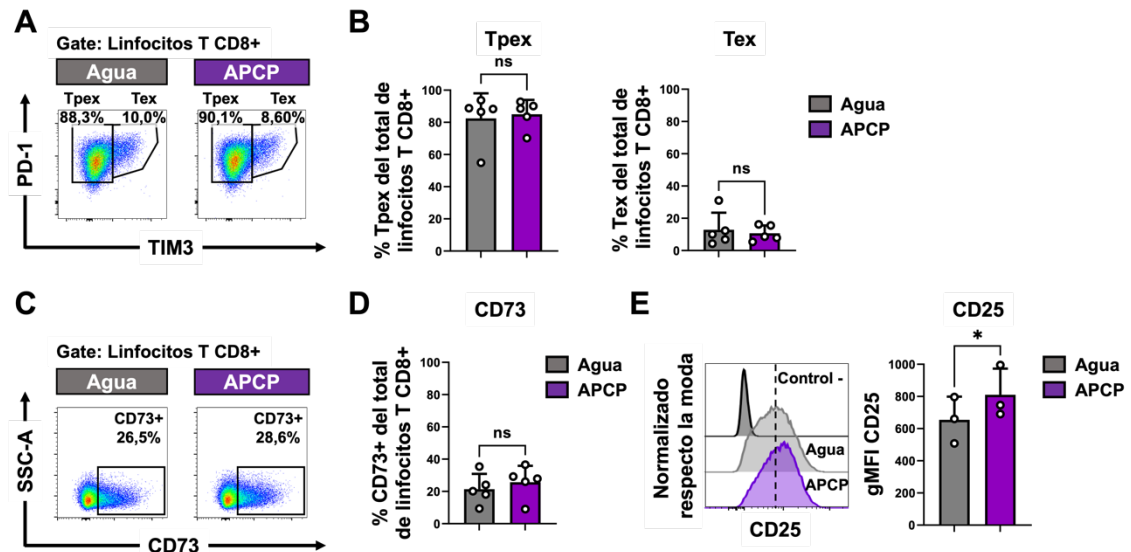 A
Gate: Linfocitos T CD8+
Agua
APCP
Tpex
88,3%
Tex
10,0%
Tpex
90,1%
Tex
8,60%
PD-1
TIM3
B
Tpex
ns
100
80
60
40
20
0
% Tpex del total de
linfocitos T CD8+
Tex
ns
100
80
60
40
20
0
% Tex del total de
linfocitos T CD8+
Agua
APCP
C
Gate: Linfocitos T CD8+
Agua
APCP
CD73+
26,5%
CD73+
28,6%
SSC-A
CD73
D
CD73
ns
100
80
60
40
20
0
% CD73+ del total
de linfocitos T CD8+
Agua
APCP
E
Normalizado
respecto la moda
Control -
Agua
APCP
CD25
CD25
*
1000
800
600
400
200
0
gMFI CD25
Agua
APCP